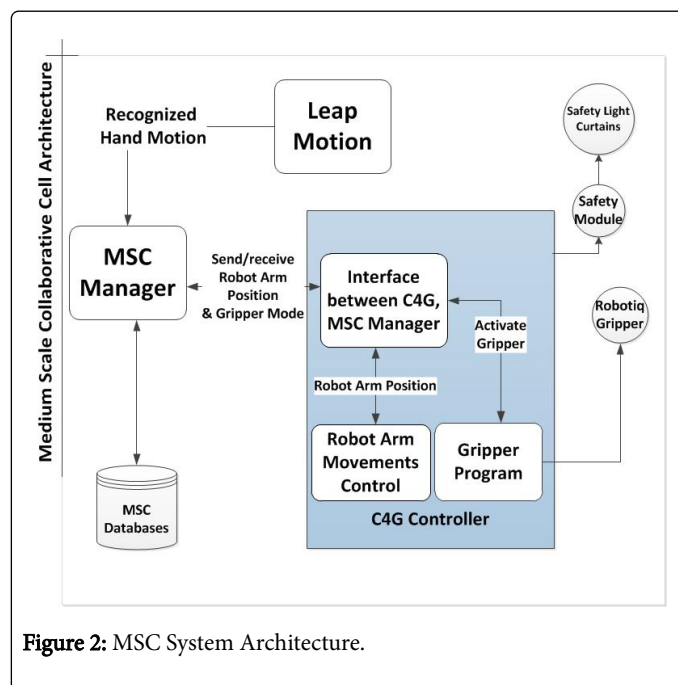 Medium Scale Collaborative Cell Architecture
Recognized
Hand Motion
Leap
Motion
Safety Light
Curtains
Safety
Module
MSC
Manager
Send/receive
Robot Arm
Position
& Gripper Mode
Interface
between C4G,
MSC Manager
Activate
Gripper
Robotiq
Gripper
Robot Arm Position
Robot Arm
Movements
Control
Gripper
Program
C4G Controller
MSC
Databases
Figure 2: MSC System Architecture.